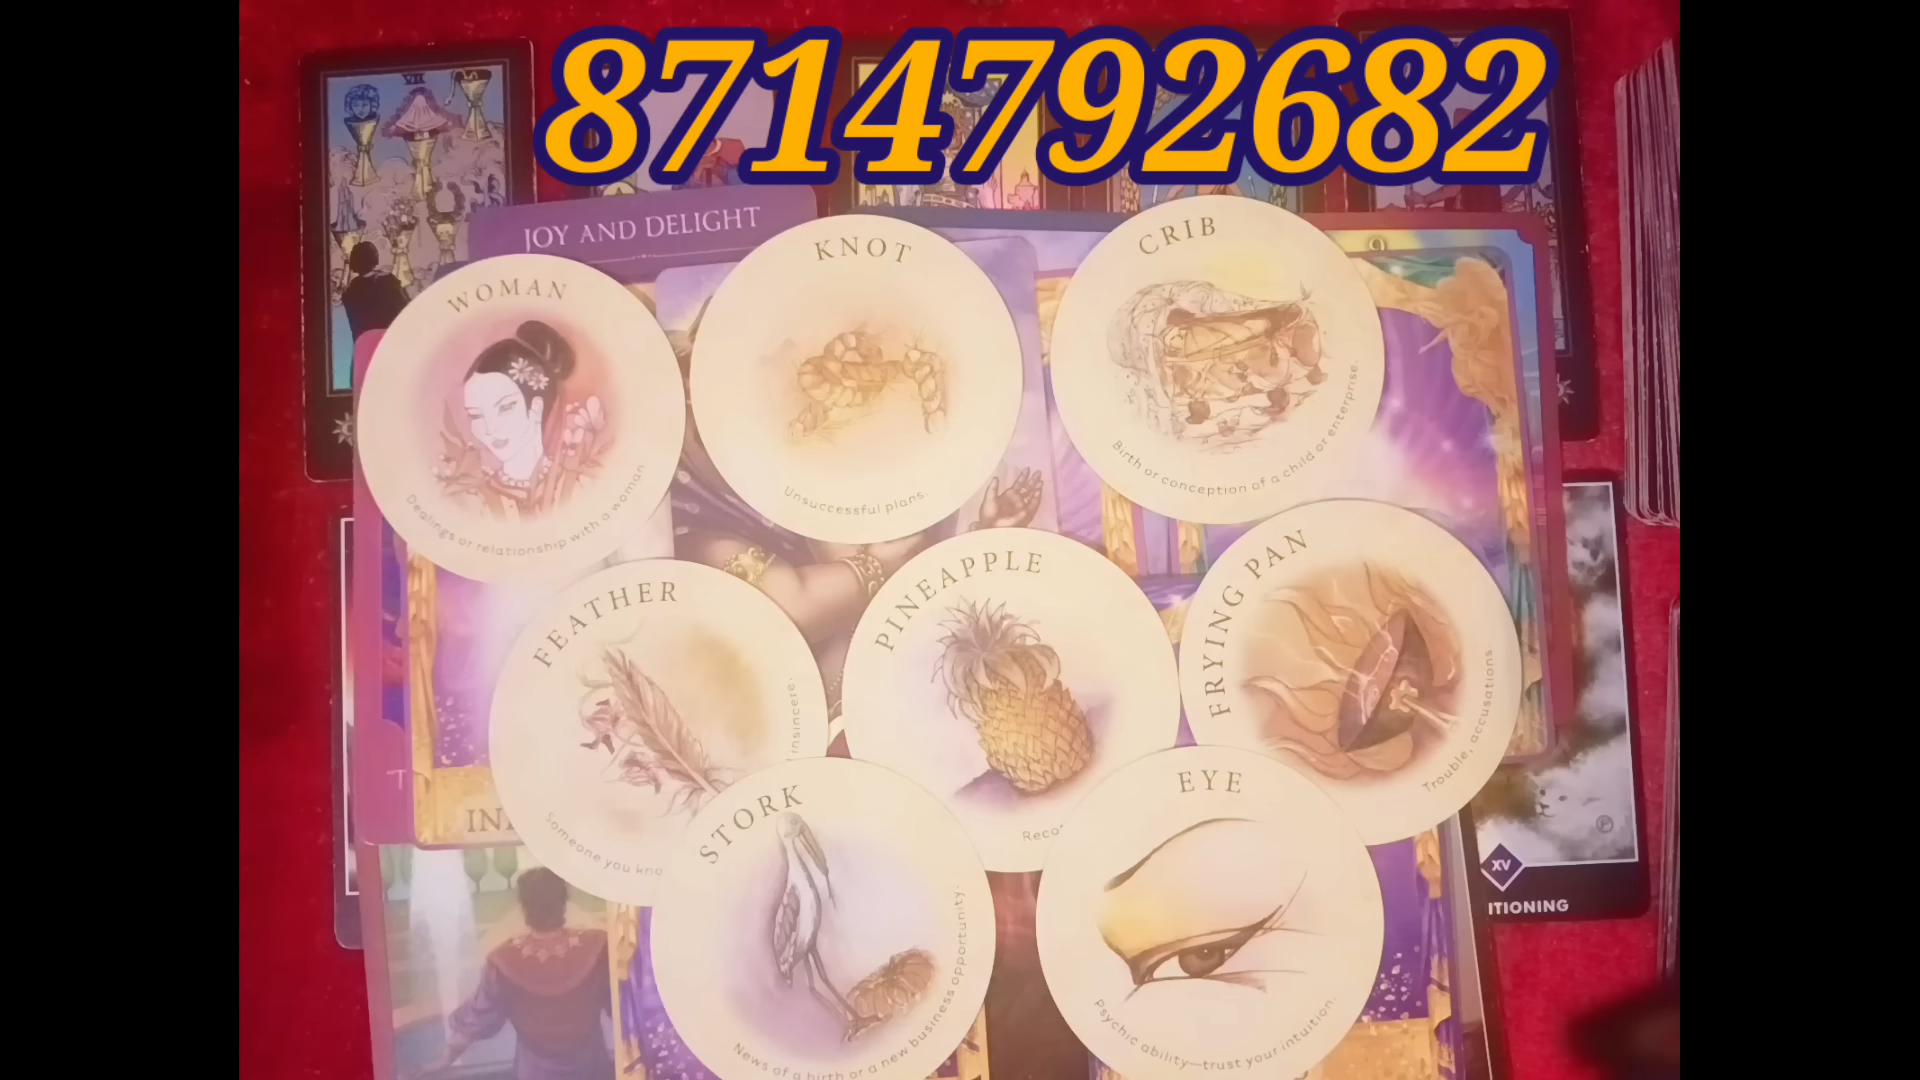 8714792682
VII
JOY AND DELIGHT
KNOT
Unsuccessful plans.
CRIB
Birth or conception of a child or enterprise.
9
WOMAN
Dealings or relationship with a woman
FEATHER
Someone you kno
insincere.
PINEAPPLE
Reco
FRYING PAN
Trouble, accusations
STORK
News of a birth or a new business opportunity.
EYE
Psychic ability—trust your intuition.
XV
ITIONING